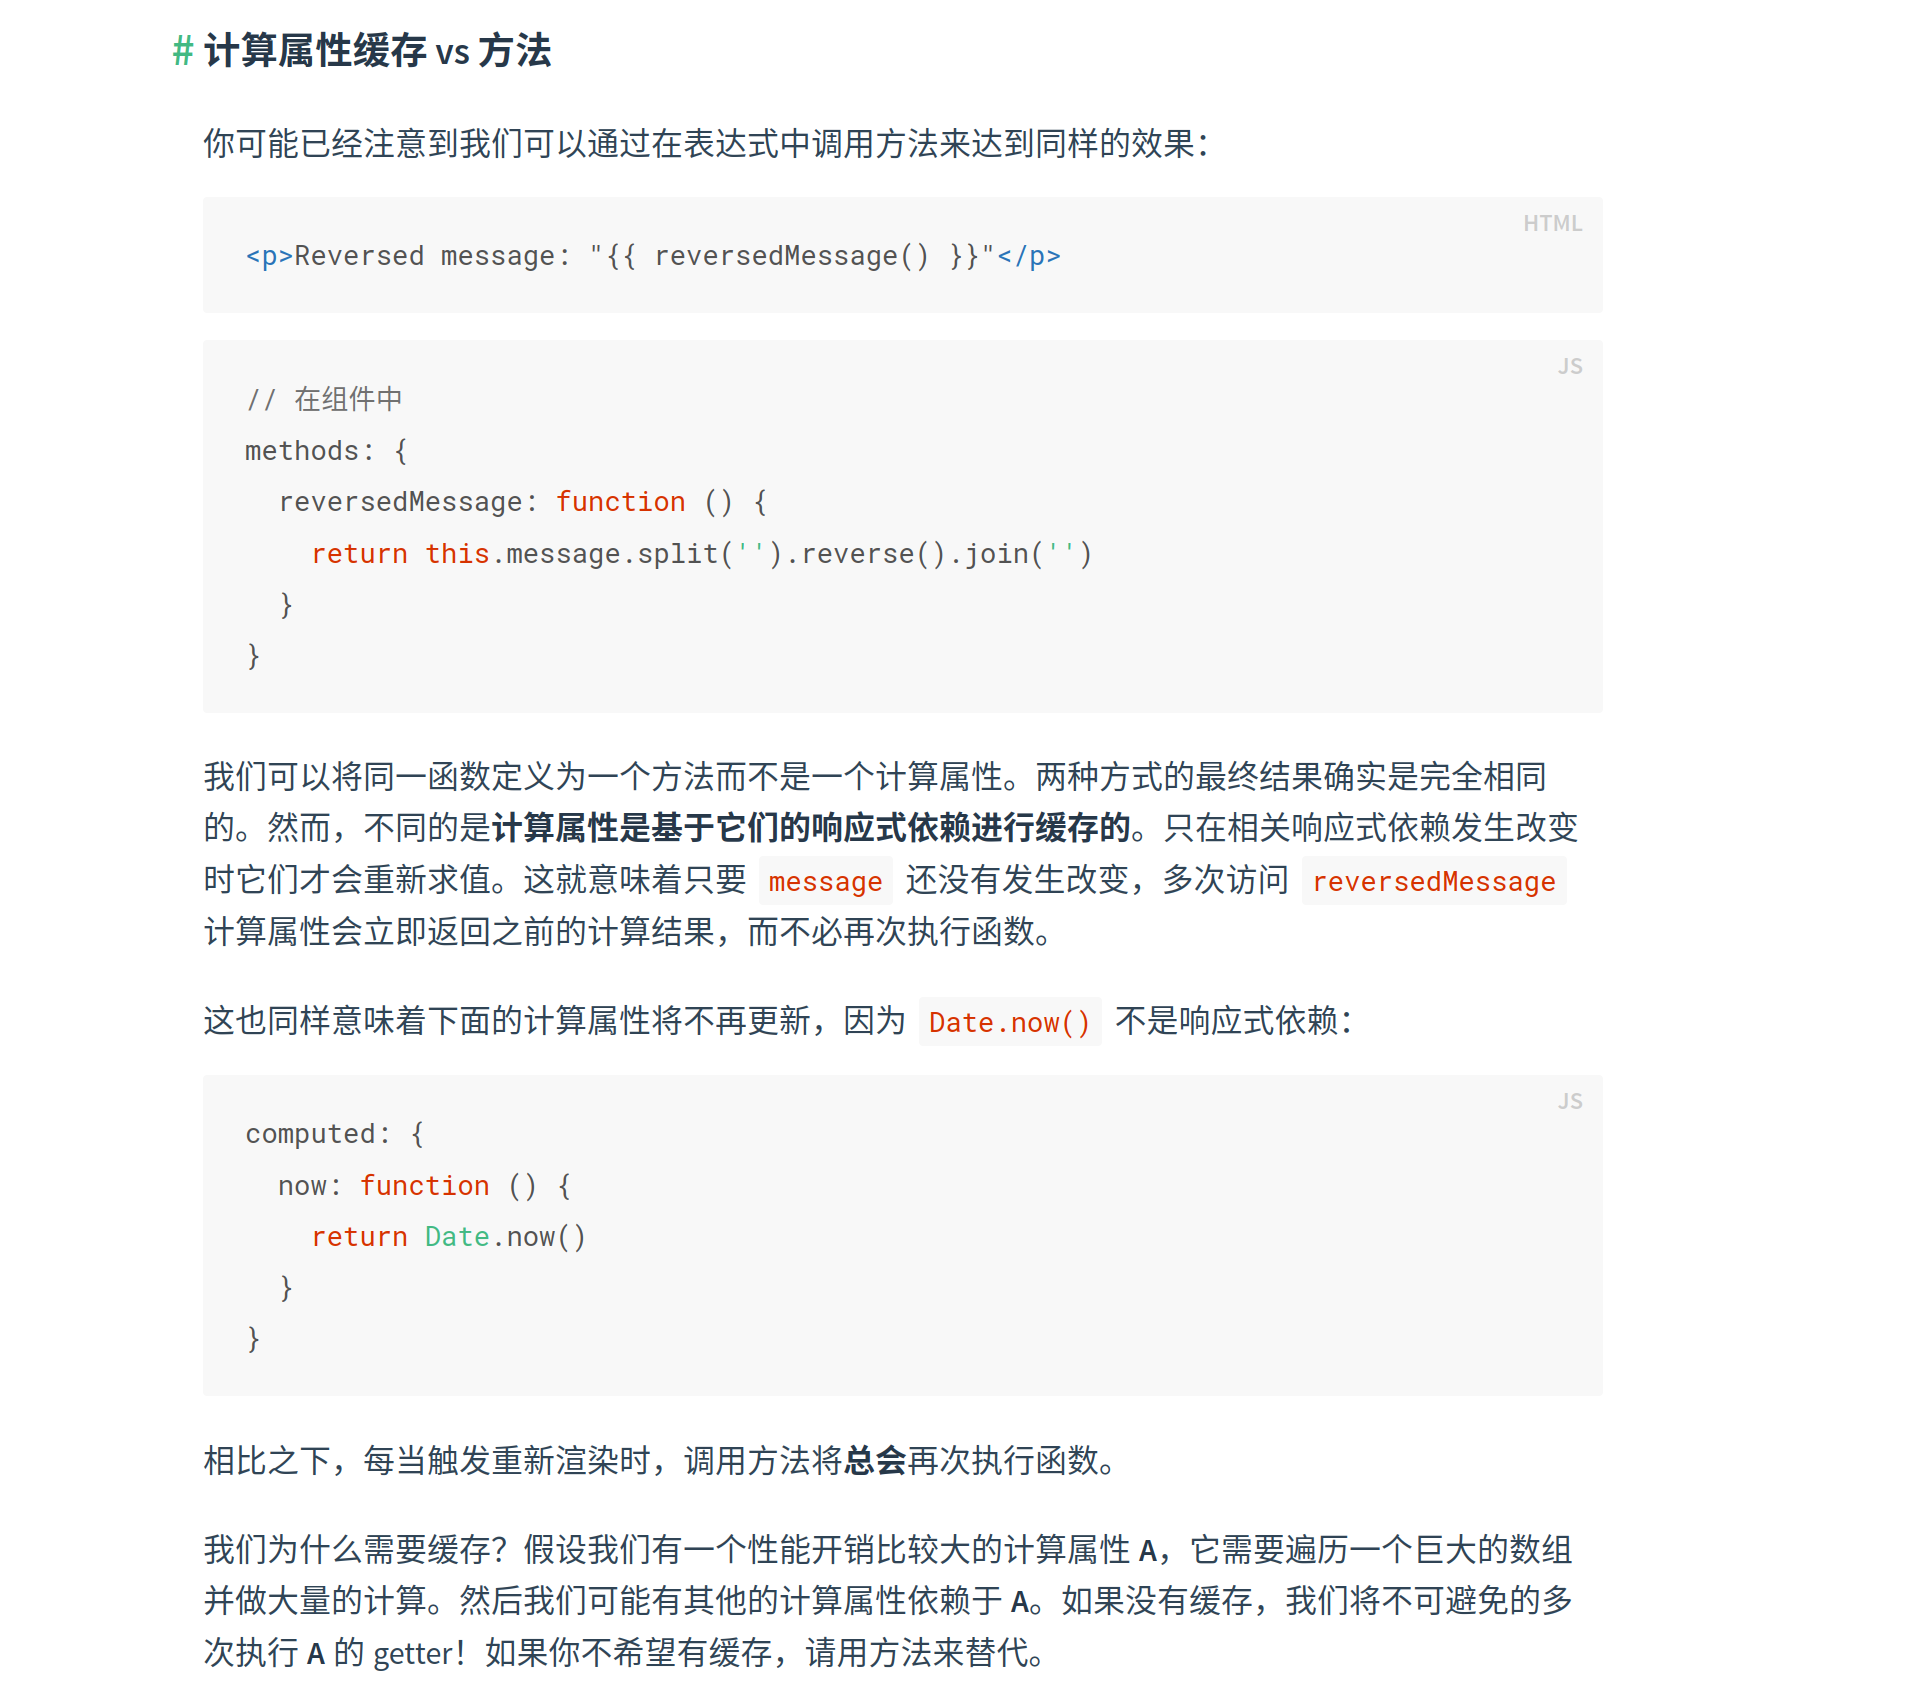 # 计算属性缓存 vs 方法
你可能已经注意到我们可以通过在表达式中调用方法来达到同样的效果：
HTML
<p>Reversed message: "{{ reversedMessage() }}"</p>
JS
// 在组件中
methods: {
  reversedMessage: function () {
    return this.message.split('').reverse().join('')
  }
}
我们可以将同一函数定义为一个方法而不是一个计算属性。两种方式的最终结果确实是完全相同
的。然而，不同的是计算属性是基于它们的响应式依赖进行缓存的。只在相关响应式依赖发生改变
时它们才会重新求值。这就意味着只要 message 还没有发生改变，多次访问 reversedMessage
计算属性会立即返回之前的计算结果，而不必再次执行函数。
这也同样意味着下面的计算属性将不再更新，因为 Date.now() 不是响应式依赖：
JS
computed: {
  now: function () {
    return Date.now()
  }
}
相比之下，每当触发重新渲染时，调用方法将总会再次执行函数。
我们为什么需要缓存？假设我们有一个性能开销比较大的计算属性 A，它需要遍历一个巨大的数组
并做大量的计算。然后我们可能有其他的计算属性依赖于 A。如果没有缓存，我们将不可避免的多
次执行 A 的 getter！如果你不希望有缓存，请用方法来替代。